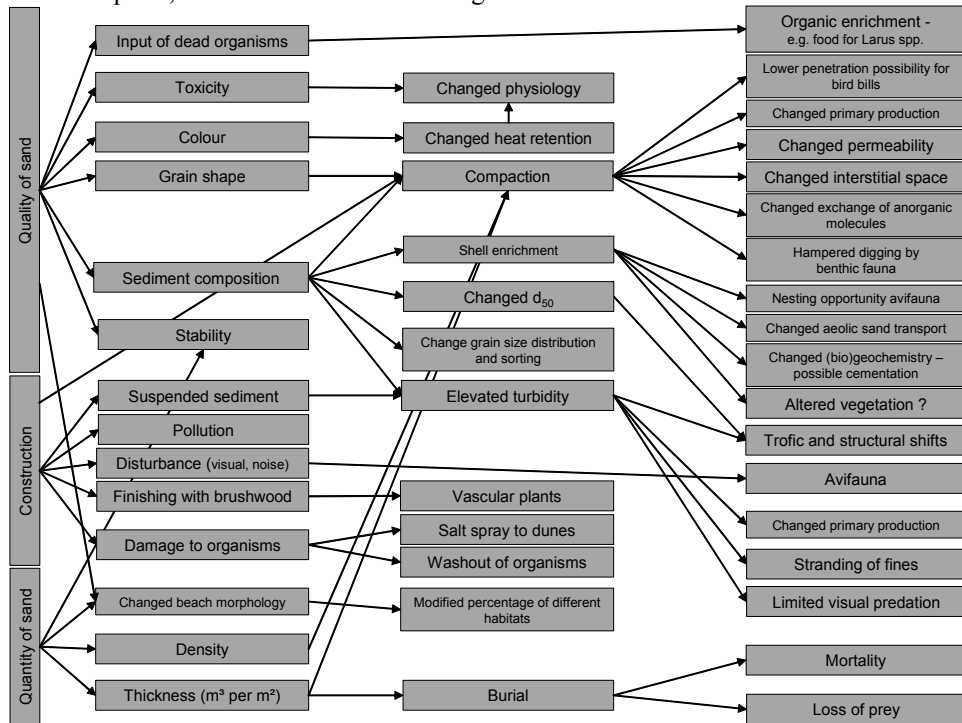 Quality of sand
Construction
Quantity of sand
Input of dead organisms
Toxicity
Colour
Grain shape
Sediment composition
Stability
Suspended sediment
Pollution
Disturbance (visual, noise)
Finishing with brushwood
Damage to organisms
Changed beach morphology
Density
Thickness (m³ per m²)
Changed physiology
Changed heat retention
Compaction
Shell enrichment
Changed d50
Change grain size distribution
and sorting
Elevated turbidity
Vascular plants
Salt spray to dunes
Washout of organisms
Modified percentage of different
habitats
Burial
Organic enrichment -
e.g. food for Larus spp.
Lower penetration possibility for
bird bills
Changed primary production
Changed permeability
Changed interstitial space
Changed exchange of anorganic
molecules
Hampered digging by
benthic fauna
Nesting opportunity avifauna
Changed aeolic sand transport
Changed (bio)geochemistry –
possible cementation
Altered vegetation ?
Trofic and structural shifts
Avifauna
Changed primary production
Stranding of fines
Limited visual predation
Mortality
Loss of prey